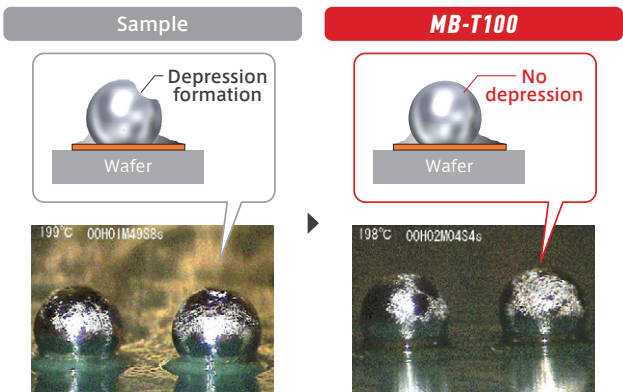 Sample
MB-T100
Depression
formation
No
depression
Wafer
Wafer
199°C 00H01M49S8s
198°C 00H02M04S4s